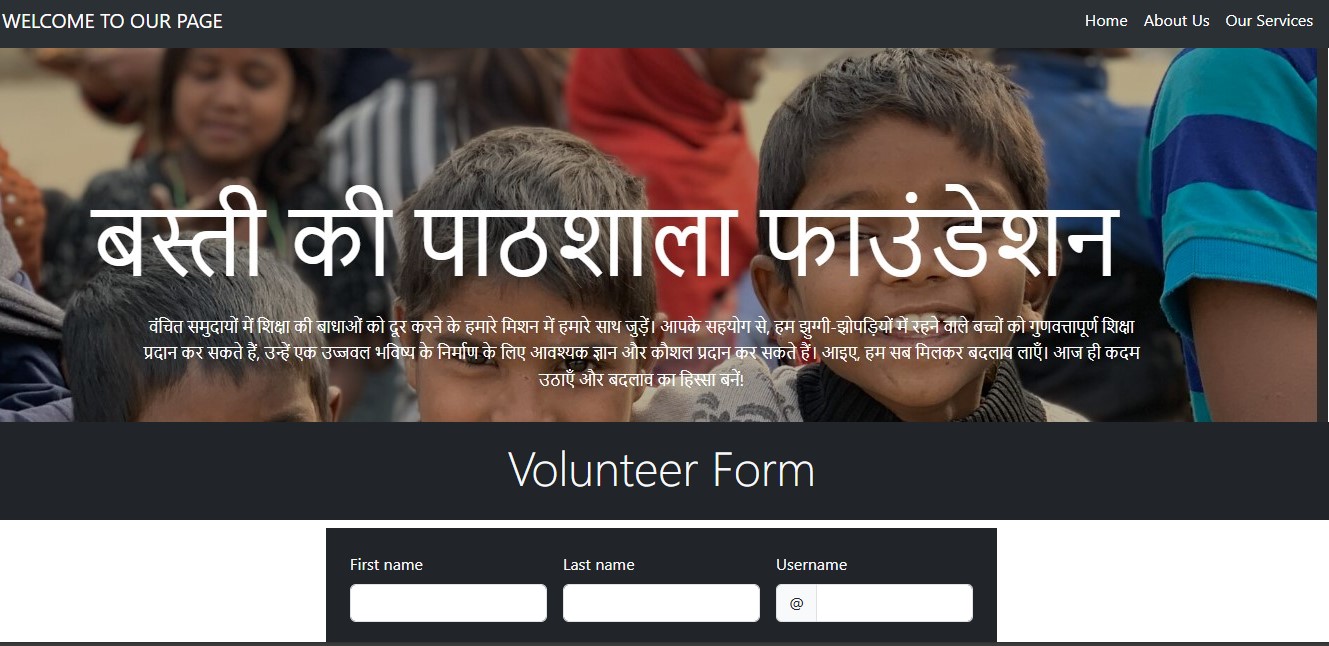 WELCOME TO OUR PAGE
Home About Us Our Services
बस्ती की पाठशाला फाउंडेशन
वंचित समुदायों में शिक्षा की बाधाओं को दूर करने के हमारे मिशन में हमारे साथ जुड़ें। आपके सहयोग से, हम झुग्गी-झोपड़ियों में रहने वाले बच्चों को गुणवत्तापूर्ण शिक्षा
प्रदान कर सकते हैं, उन्हें एक उज्जवल भविष्य के निर्माण के लिए आवश्यक ज्ञान और कौशल प्रदान कर सकते हैं। आइए, हम सब मिलकर बदलाव लाएँ। आज ही कदम
उठाएँ और बदलाव का हिस्सा बनें!
Volunteer Form
First name Last name Username
@